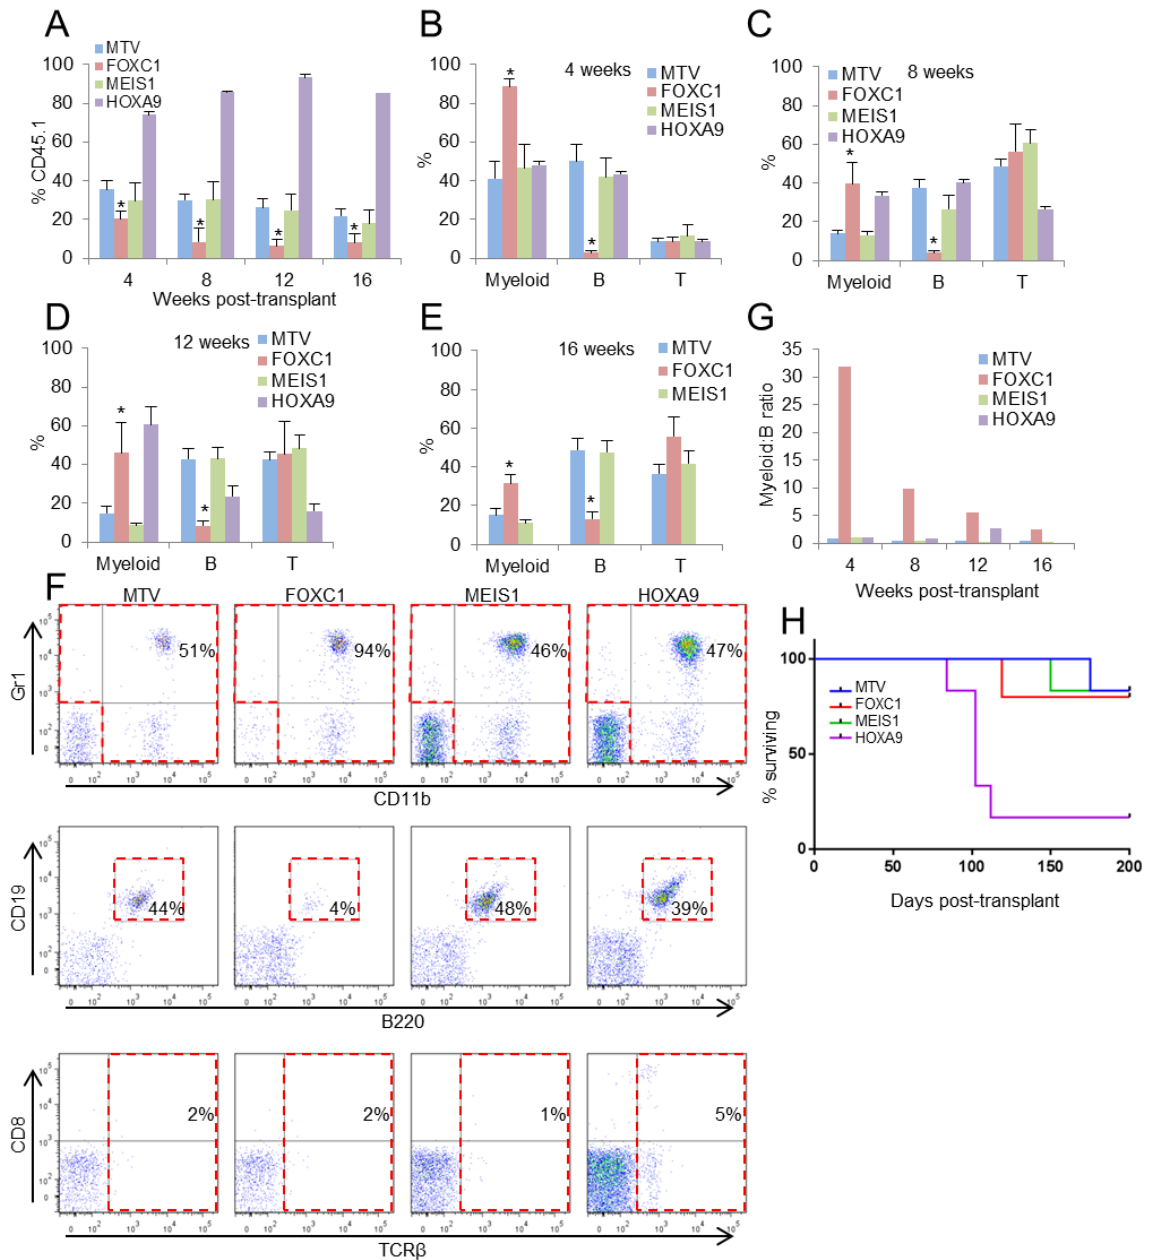 A
MTV
FOXC1
MEIS1
HOXA9
% CD45.1
100
80
60
40
20
0
4 8 12 16
Weeks post-transplant
B
4 weeks
MTV
FOXC1
MEIS1
HOXA9
%
100
80
60
40
20
0
* *
Myeloid B T
C
8 weeks
MTV
FOXC1
MEIS1
HOXA9
%
100
80
60
40
20
0
* *
Myeloid B T
D
12 weeks
MTV
FOXC1
MEIS1
HOXA9
%
100
80
60
40
20
0
* *
Myeloid B T
E
16 weeks
MTV
FOXC1
MEIS1
%
100
80
60
40
20
0
* *
Myeloid B T
G
MTV
FOXC1
MEIS1
HOXA9
Myeloid:B ratio
35
30
25
20
15
10
5
0
4 8 12 16
Weeks post-transplant
F
MTV FOXC1 MEIS1 HOXA9
Gr1
51% 94% 46% 47%
CD11b
CD19
44% 4% 48% 39%
B220
CD8
2% 2% 1% 5%
TCRβ
H
% surviving
100
50
0
MTV
FOXC1
MEIS1
HOXA9
0 50 100 150 200
Days post-transplant